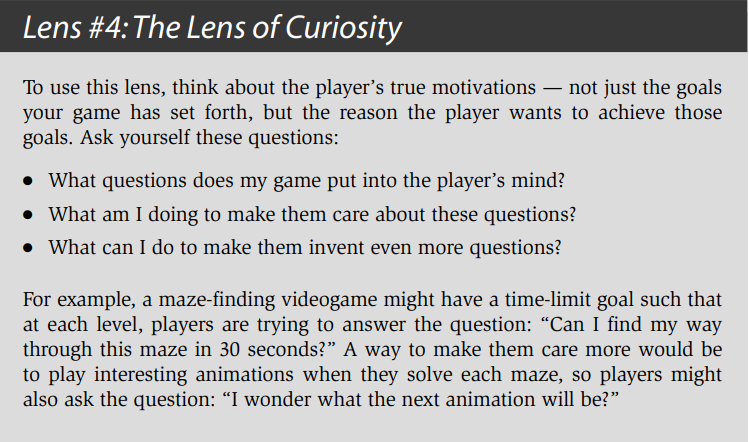 Lens #4: The Lens of Curiosity
To use this lens, think about the player’s true motivations — not just the goals
your game has set forth, but the reason the player wants to achieve those
goals. Ask yourself these questions:
● What questions does my game put into the player’s mind?
● What am I doing to make them care about these questions?
● What can I do to make them invent even more questions?
For example, a maze-finding videogame might have a time-limit goal such that
at each level, players are trying to answer the question: “Can I find my way
through this maze in 30 seconds?” A way to make them care more would be
to play interesting animations when they solve each maze, so players might
also ask the question: “I wonder what the next animation will be?”